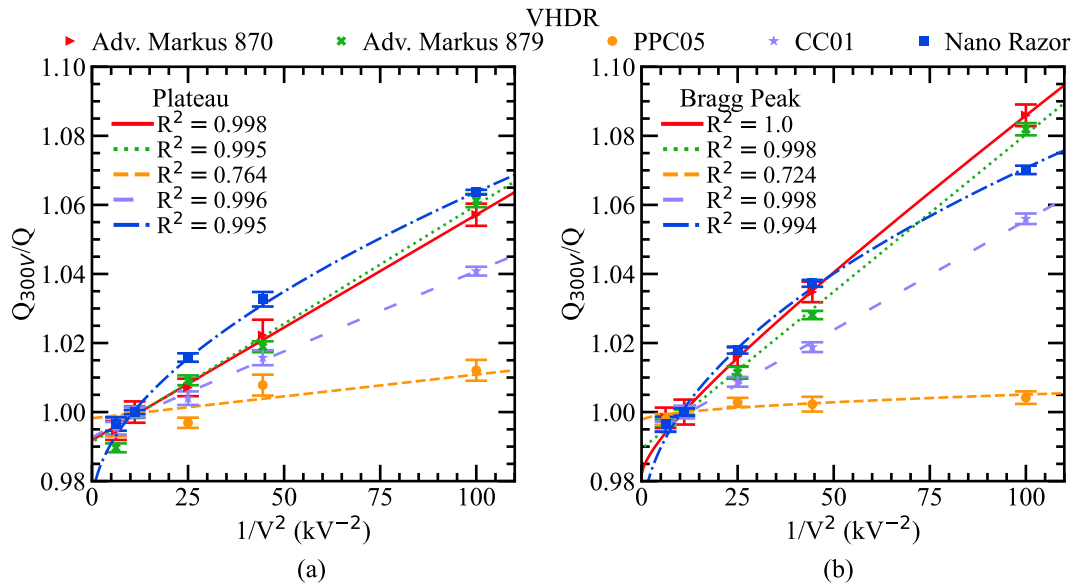 VHDR
Adv. Markus 870 Adv. Markus 879 PPC05 CC01 Nano Razor
Q300V/Q
1.10
1.08
1.06
1.04
1.02
1.00
0.98
Plateau
R² = 0.998
R² = 0.995
R² = 0.764
R² = 0.996
R² = 0.995
0 25 50 75 100
1/V² (kV⁻²)
(a)
Q300V/Q
1.10
1.08
1.06
1.04
1.02
1.00
0.98
Bragg Peak
R² = 1.0
R² = 0.998
R² = 0.724
R² = 0.998
R² = 0.994
0 25 50 75 100
1/V² (kV⁻²)
(b)